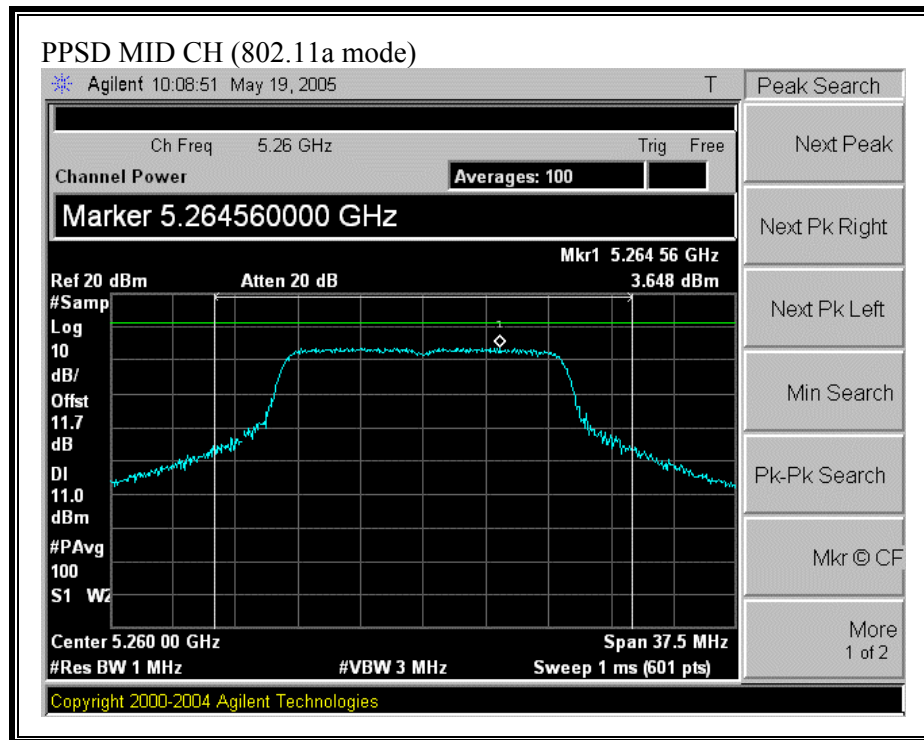 PPSD MID CH (802.11a mode)
Agilent 10:08:51 May 19, 2005 T
Peak Search
Ch Freq 5.26 GHz Trig Free
Channel Power Averages: 100
Marker 5.264560000 GHz
Mkr1 5.264 56 GHz
Ref 20 dBm Atten 20 dB 3.648 dBm
#Samp
Log
10
dB/
Offst
11.7
dB
DI
11.0
dBm
#PAvg
100
S1 W2
1
Center 5.260 00 GHz Span 37.5 MHz
#Res BW 1 MHz #VBW 3 MHz Sweep 1 ms (601 pts)
Copyright 2000-2004 Agilent Technologies
Next Peak
Next Pk Right
Next Pk Left
Min Search
Pk-Pk Search
Mkr © CF
More
1 of 2